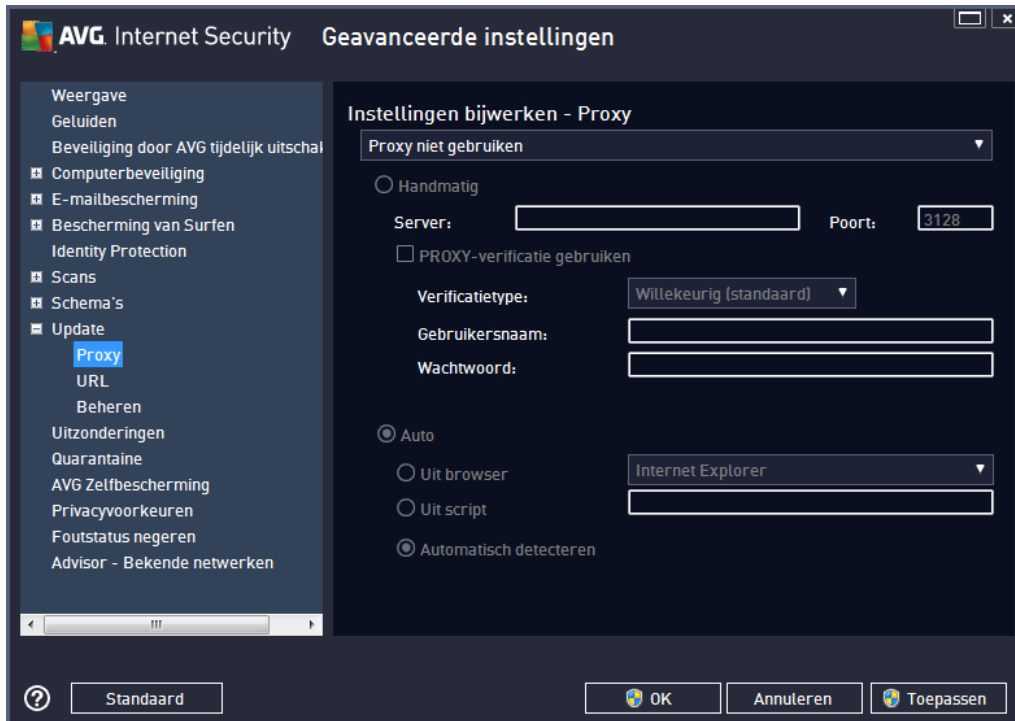 AVG. Internet Security Geavanceerde instellingen
Weergave
Geluiden
Beveiliging door AVG tijdelijk uitschak
Computerbeveiliging
E-mailbescherming
Bescherming van Surfen
Identity Protection
Scans
Schema's
Update
Proxy
URL
Beheren
Uitzonderingen
Quarantaine
AVG Zelfbescherming
Privacyvoorkeuren
Foutstatus negeren
Advisor - Bekende netwerken
Instellingen bijwerken - Proxy
Proxy niet gebruiken
Handmatig
Server: Poort: 3128
PROXY-verificatie gebruiken
Verificatietype: Willekeurig (standaard)
Gebruikersnaam:
Wachtwoord:
Auto
Uit browser Internet Explorer
Uit script
Automatisch detecteren
Standaard OK Annuleren Toepassen